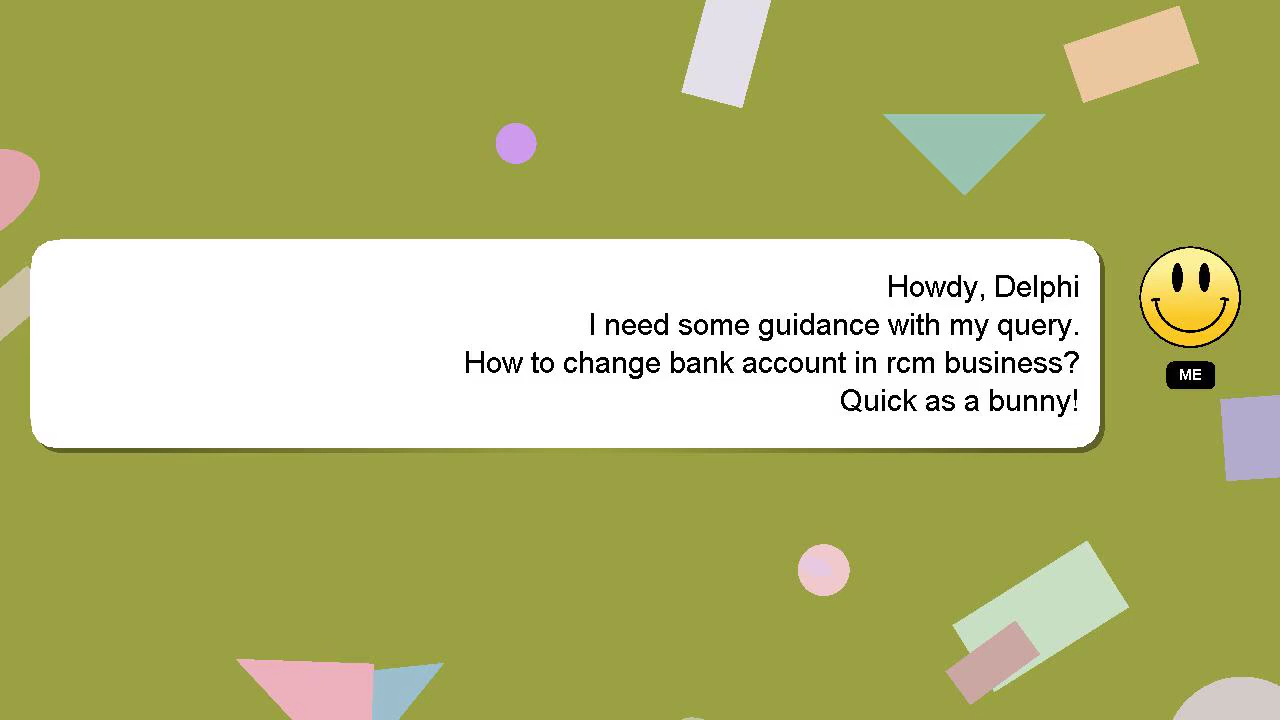 Howdy, Delphi
I need some guidance with my query.
How to change bank account in rcm business?
Quick as a bunny!
ME